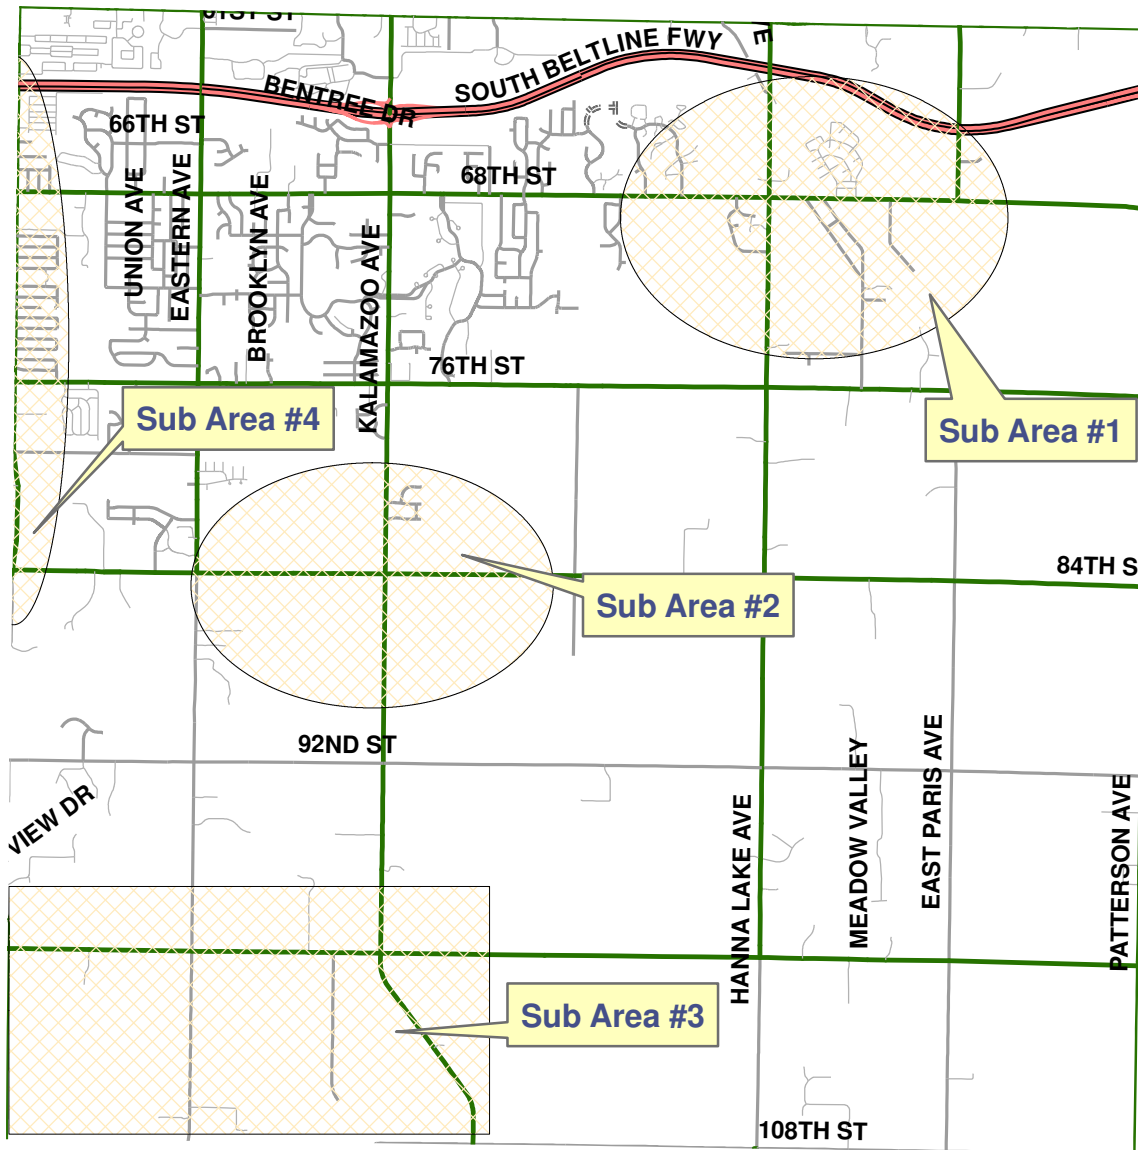 SOUTH BELTLINE FWY
E
BENTREE DR
66TH ST
68TH ST
UNION AVE
EASTERN AVE
BROOKLYN AVE
KALAMAZOO AVE
76TH ST
Sub Area #4
Sub Area #1
84TH S
Sub Area #2
92ND ST
VIEW DR
HANNA LAKE AVE
MEADOW VALLEY
EAST PARIS AVE
PATTERSON AVE
Sub Area #3
108TH ST